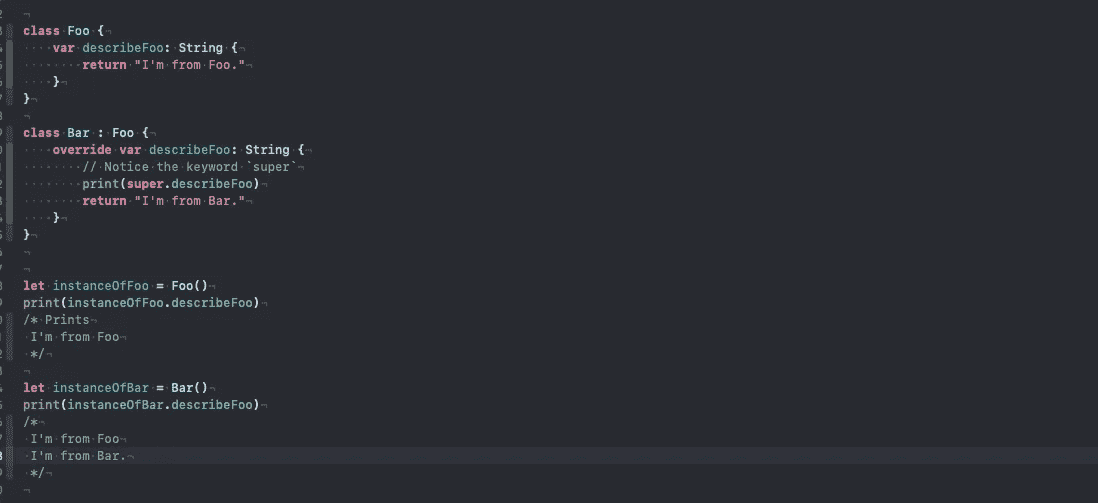 class Foo {
var describeFoo: String {
return "I'm from Foo."
}
}
class Bar : Foo {
override var describeFoo: String {
// Notice the keyword `super`
print(super.describeFoo)
return "I'm from Bar."
}
}
let instanceOfFoo = Foo()
print(instanceOfFoo.describeFoo)
/* Prints
I'm from Foo
*/
let instanceOfBar = Bar()
print(instanceOfBar.describeFoo)
/*
I'm from Foo
I'm from Bar.
*/